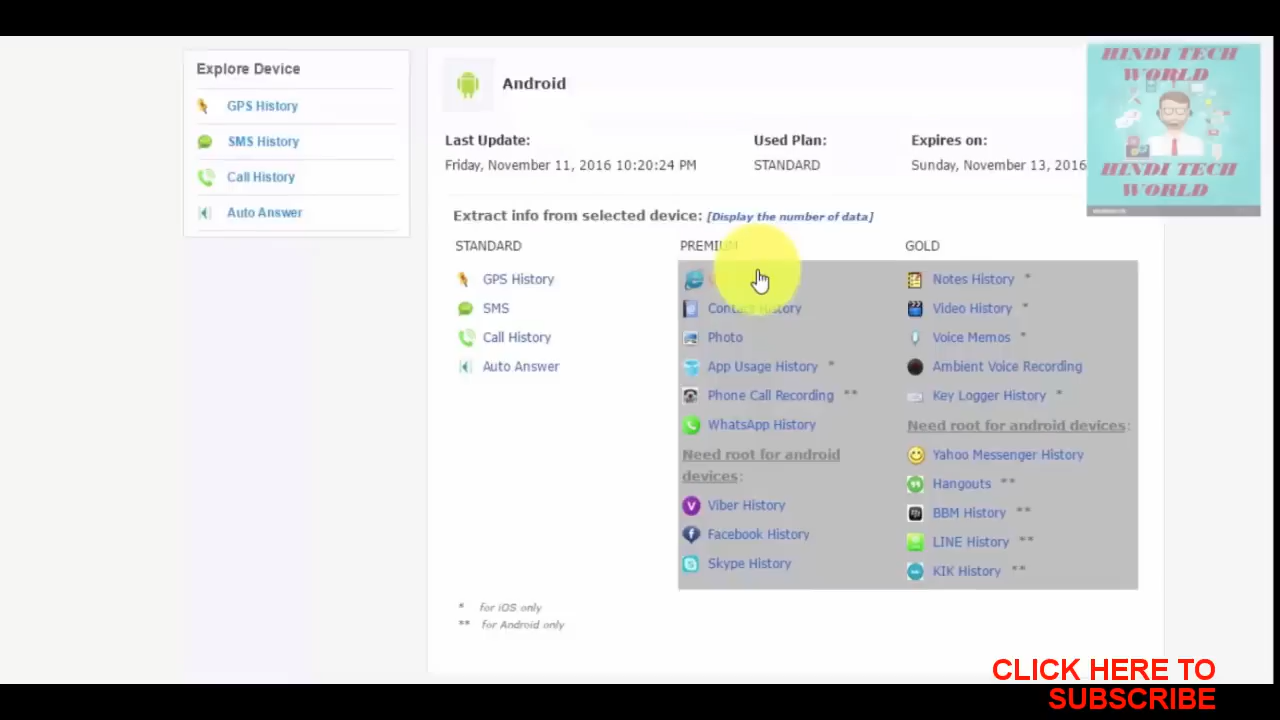 Explore Device
GPS History
SMS History
Call History
Auto Answer
Android
Last Update:
Friday, November 11, 2016 10:20:24 PM
Used Plan:
STANDARD
Expires on:
Sunday, November 13, 2016
Extract info from selected device: [Display the number of data]
STANDARD
GPS History
SMS
Call History
Auto Answer
PREMIUM
Contact History
Photo
App Usage History *
Phone Call Recording **
WhatsApp History
Need root for android
devices:
Viber History
Facebook History
Skype History
GOLD
Notes History *
Video History *
Voice Memos *
Ambient Voice Recording
Key Logger History *
Need root for android devices:
Yahoo Messenger History
Hangouts **
BBM History **
LINE History **
KIK History **
* for iOS only
** for Android only
HINDI TECH
WORLD
HINDI TECH
WORLD
CLICK HERE TO
SUBSCRIBE